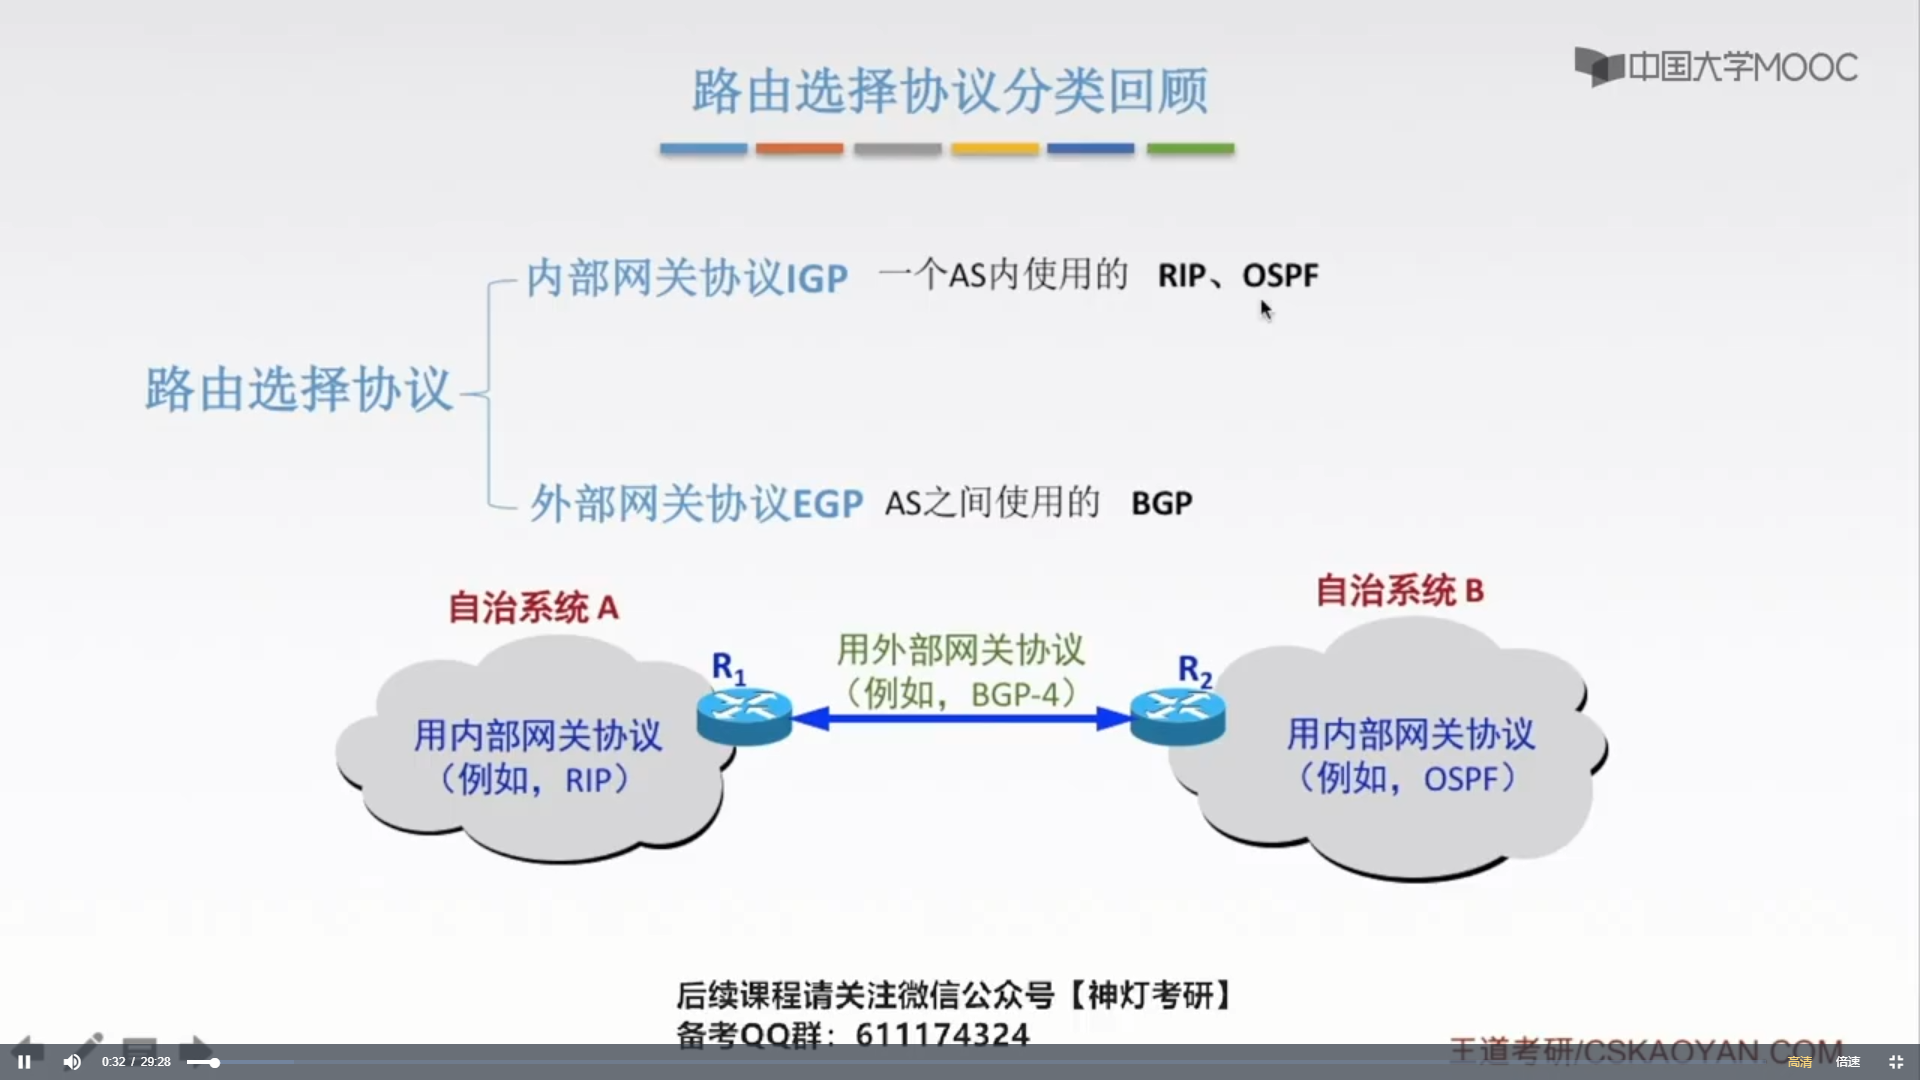 中国大学MOOC
路由选择协议分类回顾
内部网关协议IGP 一个AS内使用的 RIP、OSPF
路由选择协议
外部网关协议EGP AS之间使用的 BGP
自治系统 A
自治系统 B
用外部网关协议
（例如，BGP-4）
R1
R2
用内部网关协议
（例如，RIP）
用内部网关协议
（例如，OSPF）
后续课程请关注微信公众号【神灯考研】
备考QQ群：611174324
王道考研/CSKAOYAN.COM
0:32 / 29:28
高清 倍速